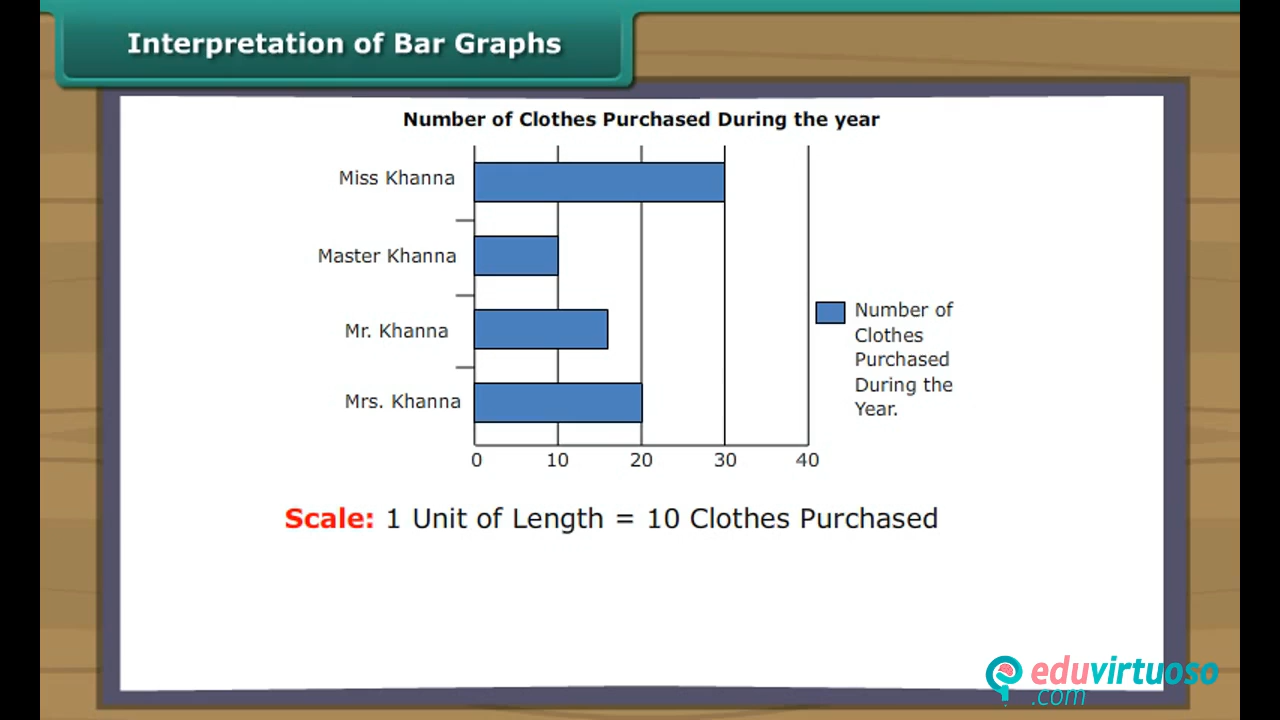 Interpretation of Bar Graphs
Number of Clothes Purchased During the year
Miss Khanna
Master Khanna
Mr. Khanna
Mrs. Khanna
0 10 20 30 40
Number of
Clothes
Purchased
During the
Year.
Scale: 1 Unit of Length = 10 Clothes Purchased
eduvirtuoso
.com